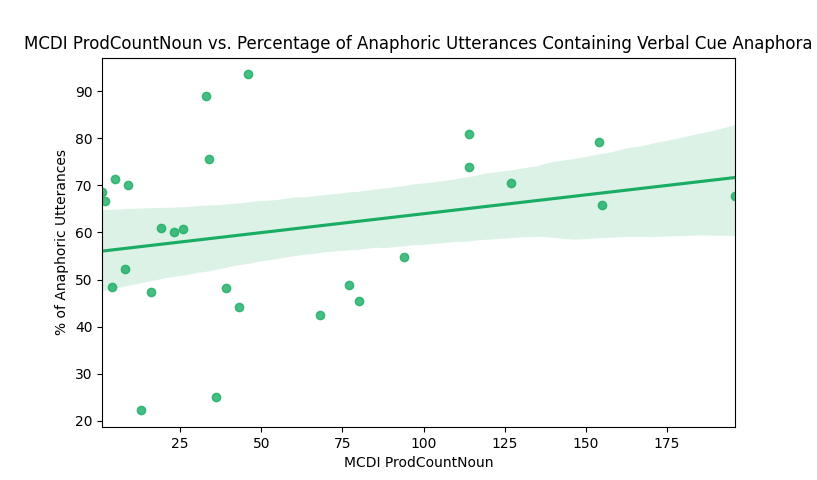 MCDI ProdCountNoun vs. Percentage of Anaphoric Utterances Containing Verbal Cue Anaphora
% of Anaphoric Utterances
90
80
70
60
50
40
30
20
25 50 75 100 125 150 175
MCDI ProdCountNoun